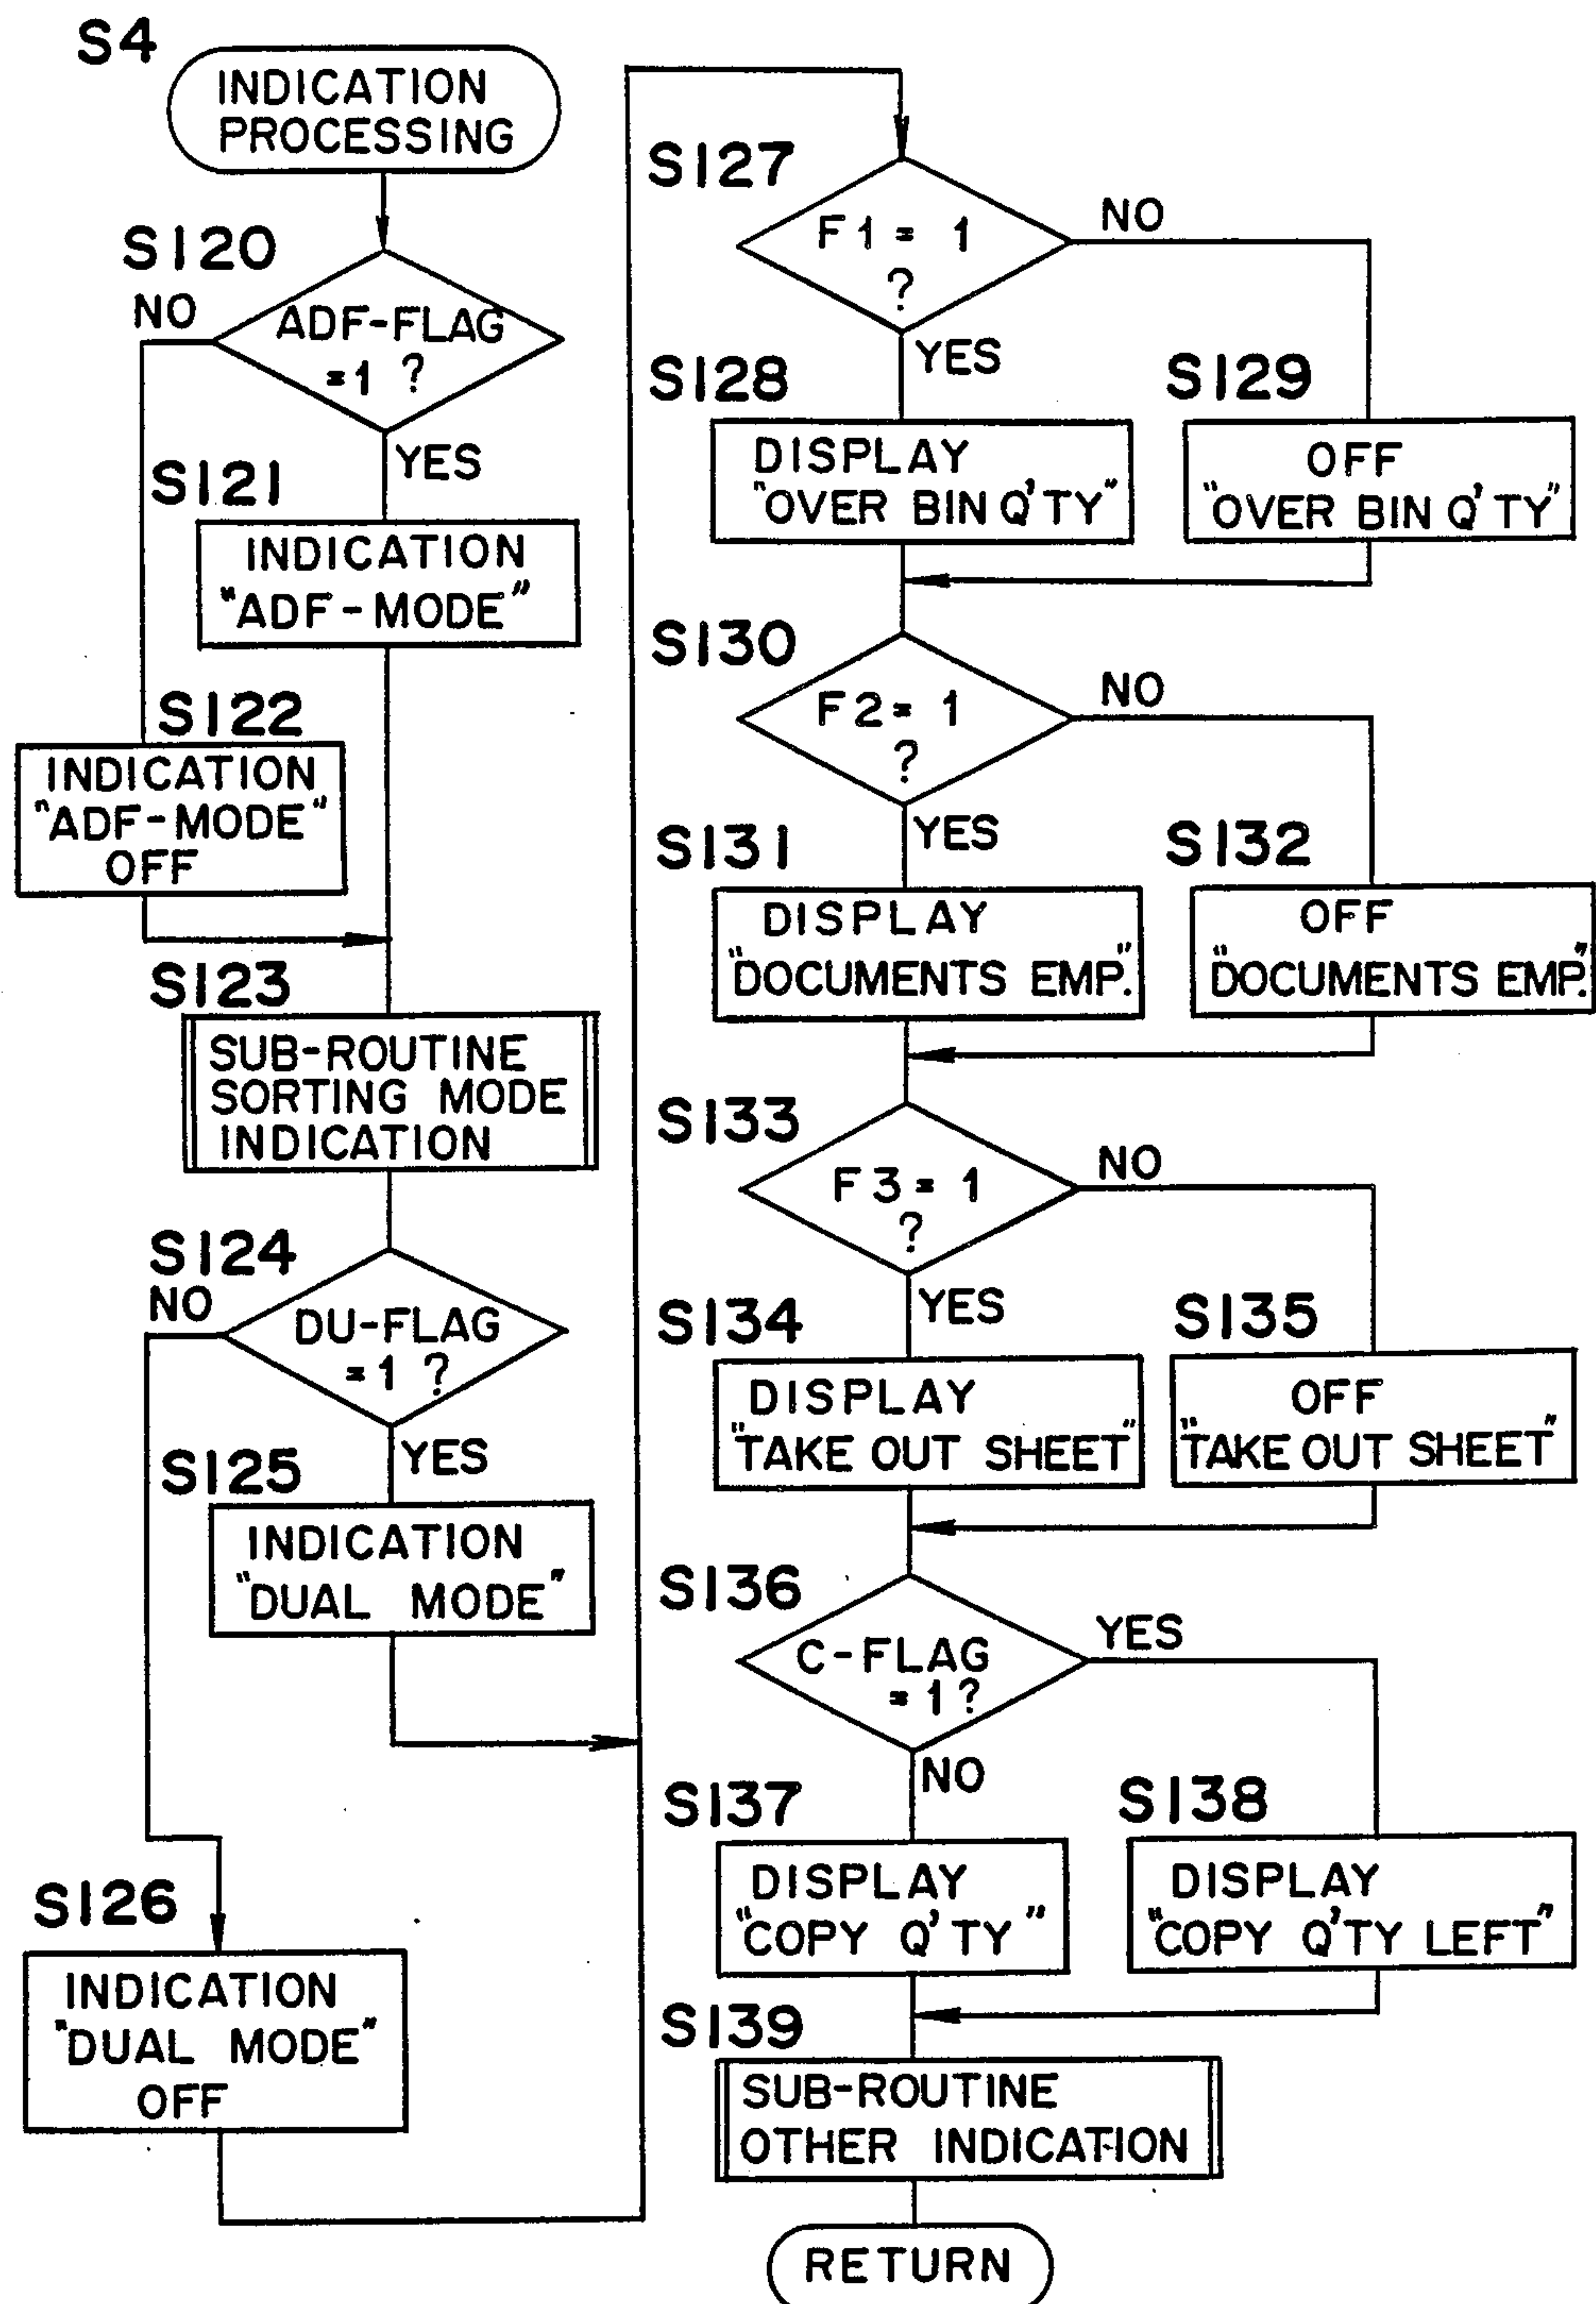 S4
INDICATION
PROCESSING
S120
NO
ADF-FLAG
=1 ?
YES
S121
INDICATION
"ADF-MODE"
S122
INDICATION
"ADF-MODE"
OFF
S123
SUB-ROUTINE
SORTING MODE
INDICATION
S124
NO
DU-FLAG
=1 ?
YES
S125
INDICATION
"DUAL MODE"
S126
INDICATION
"DUAL MODE"
OFF
S127
F1= 1
?
NO
YES
S128
DISPLAY
"OVER BIN Q'TY"
S129
OFF
"OVER BIN Q'TY"
S130
F2= 1
?
NO
YES
S131
DISPLAY
"DOCUMENTS EMP."
S132
OFF
"DOCUMENTS EMP."
S133
F3= 1
?
NO
YES
S134
DISPLAY
"TAKE OUT SHEET"
S135
OFF
"TAKE OUT SHEET"
S136
C-FLAG
=1?
YES
NO
S137
DISPLAY
"COPY Q'TY"
S138
DISPLAY
"COPY Q'TY LEFT"
S139
SUB-ROUTINE
OTHER INDICATION
RETURN